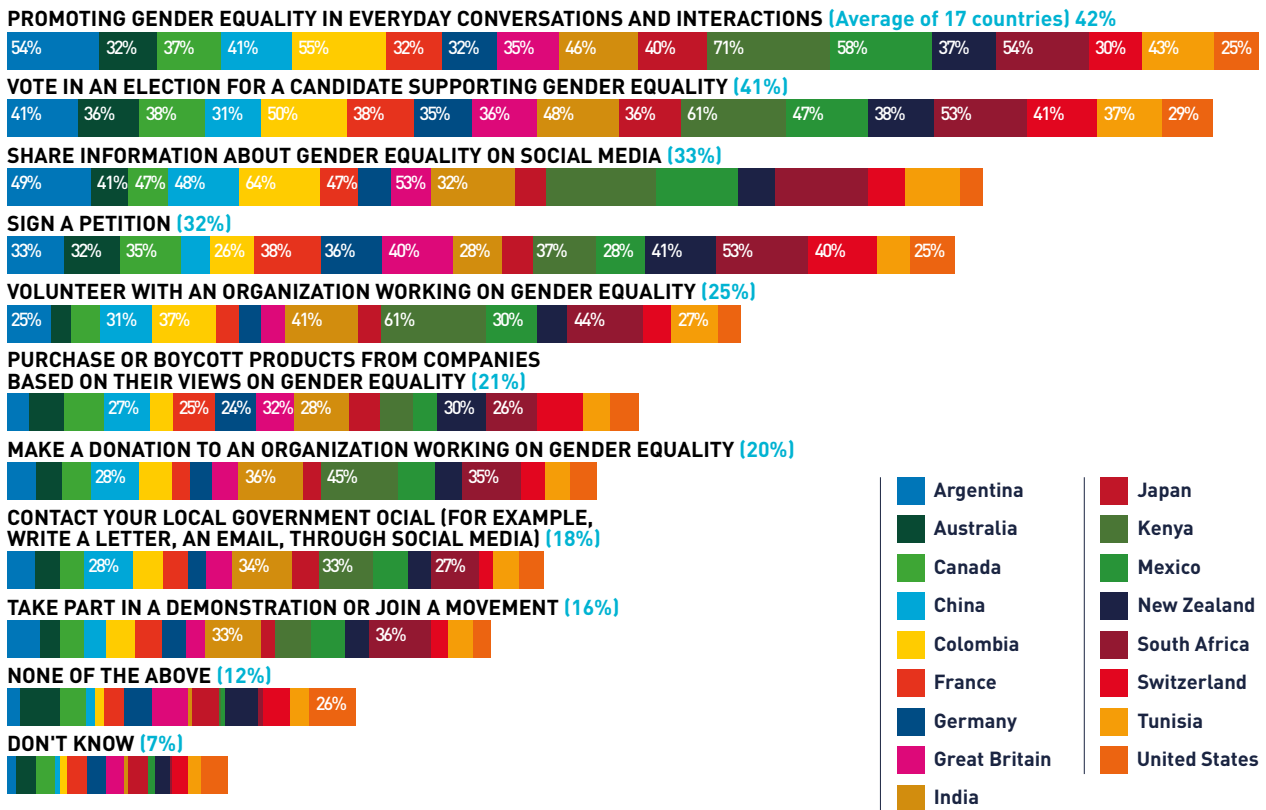 PROMOTING GENDER EQUALITY IN EVERYDAY CONVERSATIONS AND INTERACTIONS (Average of 17 countries) 42%
54% 32% 37% 41% 55% 32% 32% 35% 46% 40% 71% 58% 37% 54% 30% 43% 25%
VOTE IN AN ELECTION FOR A CANDIDATE SUPPORTING GENDER EQUALITY (41%)
41% 36% 38% 31% 50% 38% 35% 36% 48% 36% 61% 47% 38% 53% 41% 37% 29%
SHARE INFORMATION ABOUT GENDER EQUALITY ON SOCIAL MEDIA (33%)
49% 41% 47% 48% 64% 47% 53% 32%
SIGN A PETITION (32%)
33% 32% 35% 26% 38% 36% 40% 28% 37% 28% 41% 53% 40% 25%
VOLUNTEER WITH AN ORGANIZATION WORKING ON GENDER EQUALITY (25%)
25% 31% 37% 41% 61% 30% 44% 27%
PURCHASE OR BOYCOTT PRODUCTS FROM COMPANIES
BASED ON THEIR VIEWS ON GENDER EQUALITY (21%)
27% 25% 24% 32% 28% 30% 26%
MAKE A DONATION TO AN ORGANIZATION WORKING ON GENDER EQUALITY (20%)
28% 36% 45% 35%
CONTACT YOUR LOCAL GOVERNMENT OCIAL (FOR EXAMPLE,
WRITE A LETTER, AN EMAIL, THROUGH SOCIAL MEDIA) (18%)
28% 34% 33% 27%
TAKE PART IN A DEMONSTRATION OR JOIN A MOVEMENT (16%)
33% 36%
NONE OF THE ABOVE (12%)
26%
DON'T KNOW (7%)
Argentina
Australia
Canada
China
Colombia
France
Germany
Great Britain
India
Japan
Kenya
Mexico
New Zealand
South Africa
Switzerland
Tunisia
United States